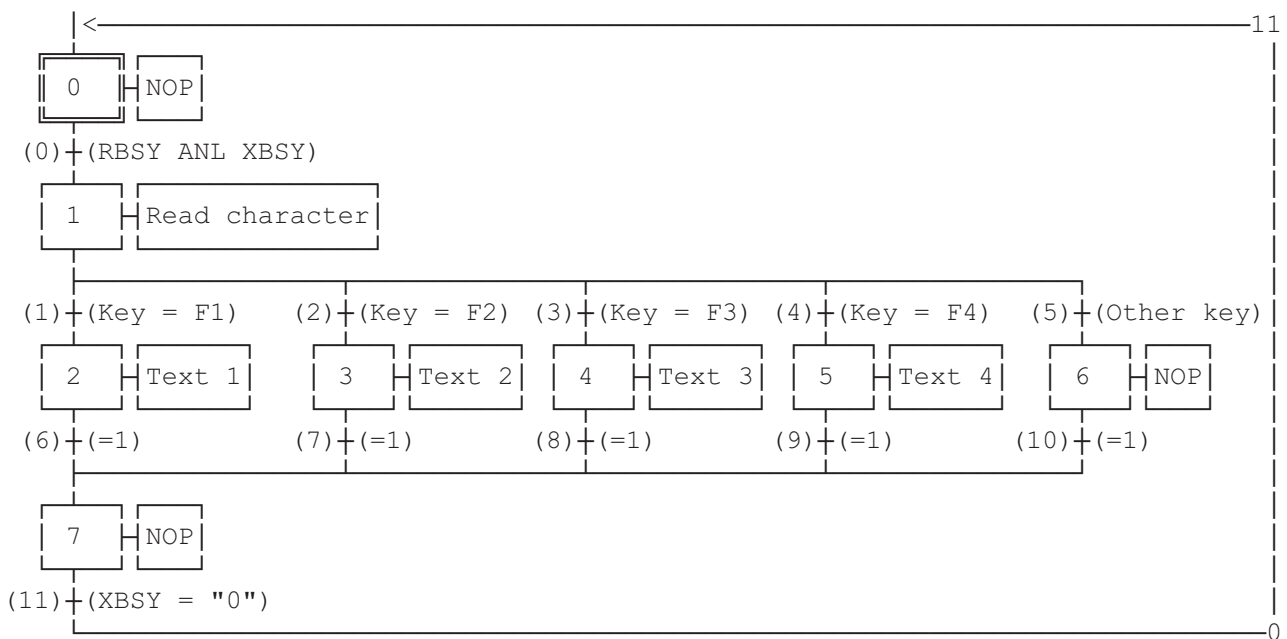 11
0 NOP
(0) (RBSY ANL XBSY)
1 Read character
(1) (Key = F1) (2) (Key = F2) (3) (Key = F3) (4) (Key = F4) (5) (Other key)
2 Text 1 3 Text 2 4 Text 3 5 Text 4 6 NOP
(6) (=1) (7) (=1) (8) (=1) (9) (=1) (10) (=1)
7 NOP
(11) (XBSY = "0")
0